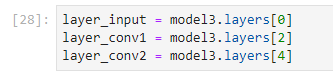 [28]: layer_input = model3.layers[0]
layer_conv1 = model3.layers[2]
layer_conv2 = model3.layers[4]